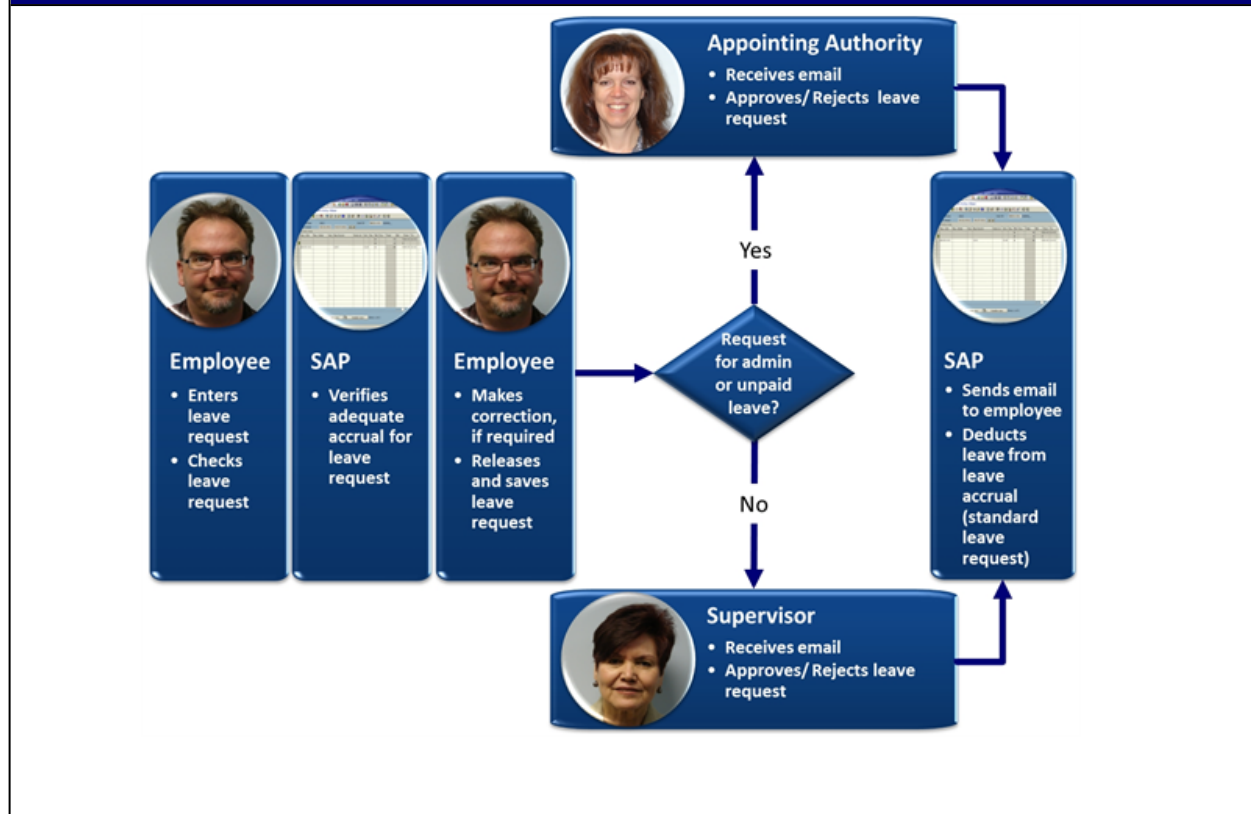 Appointing Authority
• Receives email
• Approves/ Rejects leave
request
Employee
• Enters
leave
request
• Checks
leave
request
SAP
• Verifies
adequate
accrual for
leave
request
Employee
• Makes
correction,
if required
• Releases
and saves
leave
request
Yes
Request
for admin
or unpaid
leave?
No
SAP
• Sends email
to employee
• Deducts
leave from
leave
accrual
(standard
leave
request)
Supervisor
• Receives email
• Approves/ Rejects leave
request